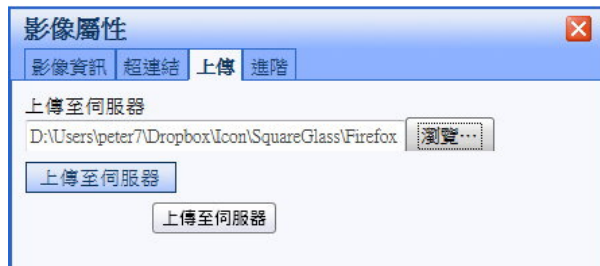 影像屬性
影像資訊 超連結 上傳 進階
上傳至伺服器
D:\Users\peter7\Dropbox\Icon\SquareGlass\Firefox 瀏覽…
上傳至伺服器
上傳至伺服器